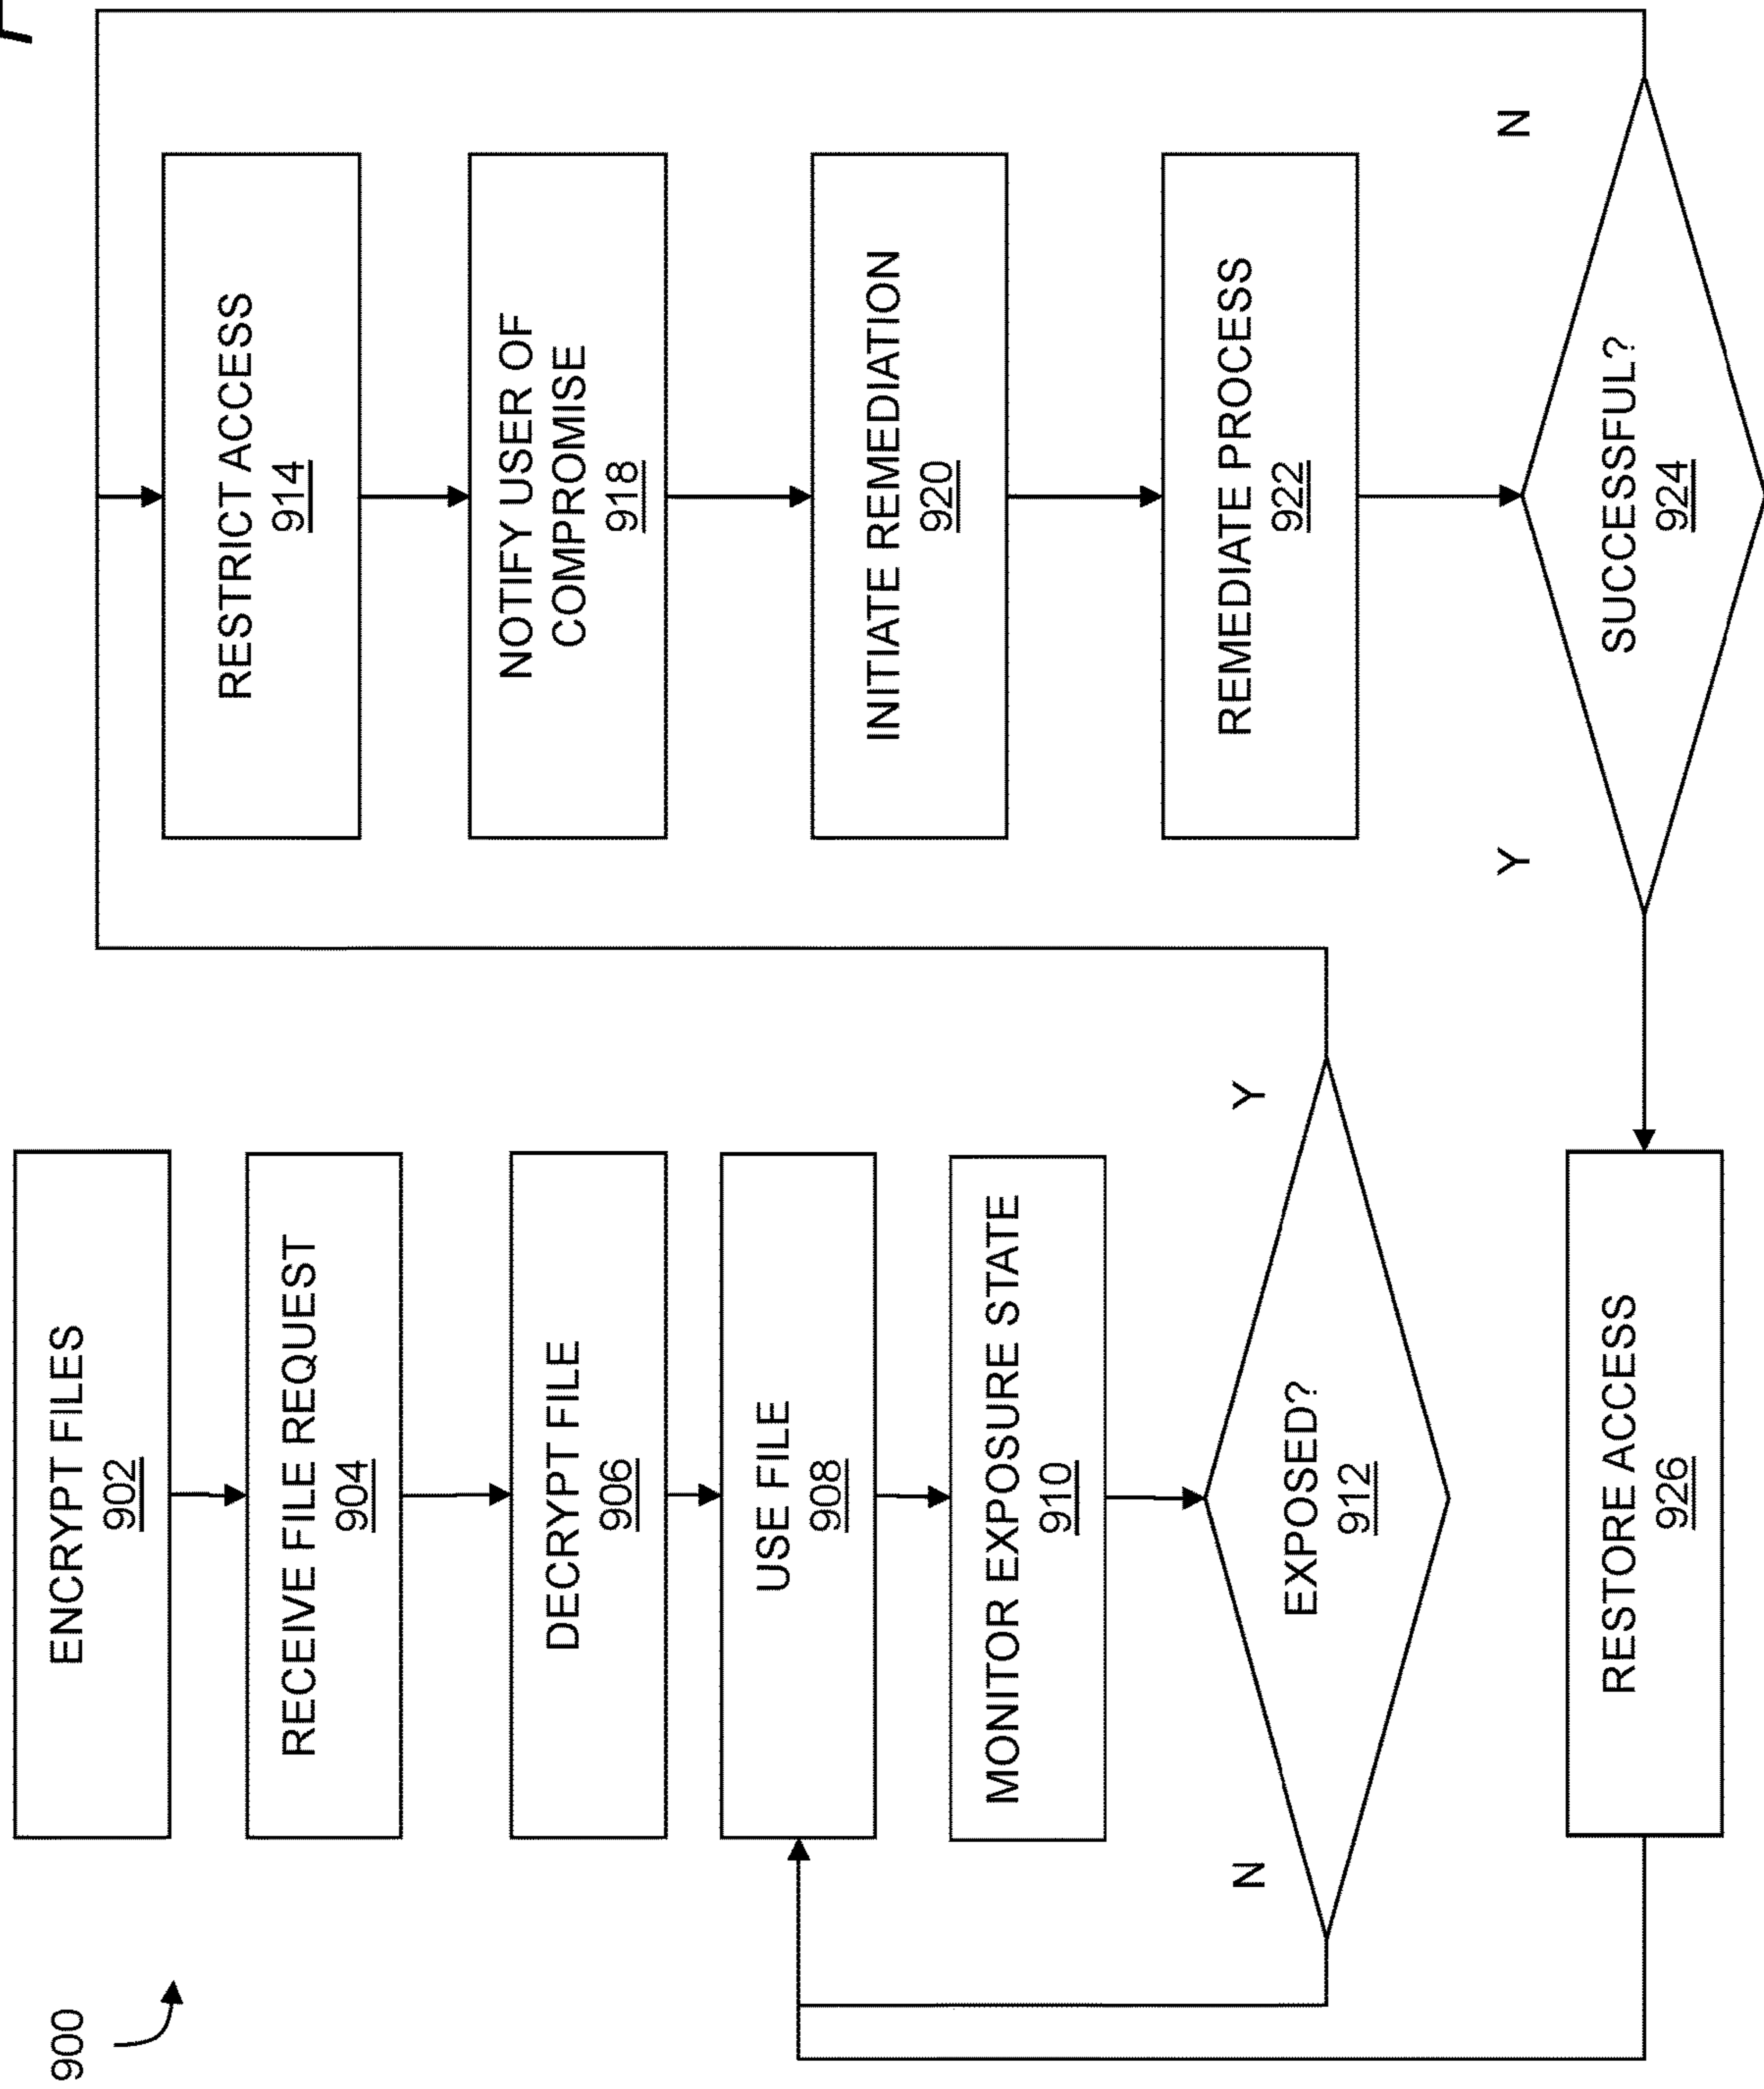 900
ENCRYPT FILES
902
RECEIVE FILE REQUEST
904
DECRYPT FILE
906
USE FILE
908
MONITOR EXPOSURE STATE
910
N
Y
EXPOSED?
912
RESTORE ACCESS
926
RESTRICT ACCESS
914
NOTIFY USER OF
COMPROMISE
918
INITIATE REMEDIATION
920
REMEDIATE PROCESS
922
Y
N
SUCCESSFUL?
924